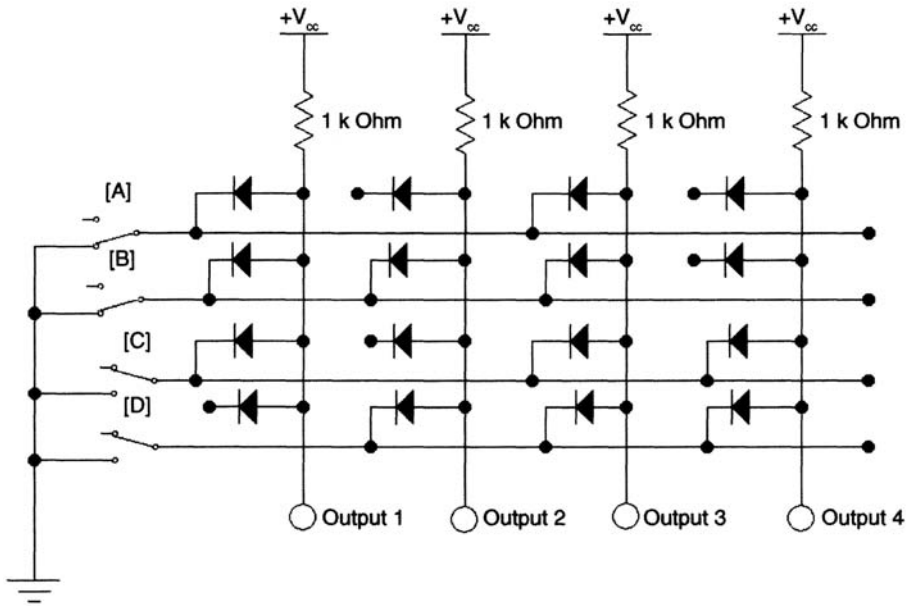 +Vcc +Vcc +Vcc +Vcc
1 k Ohm 1 k Ohm 1 k Ohm 1 k Ohm
[A]
[B]
[C]
[D]
Output 1 Output 2 Output 3 Output 4